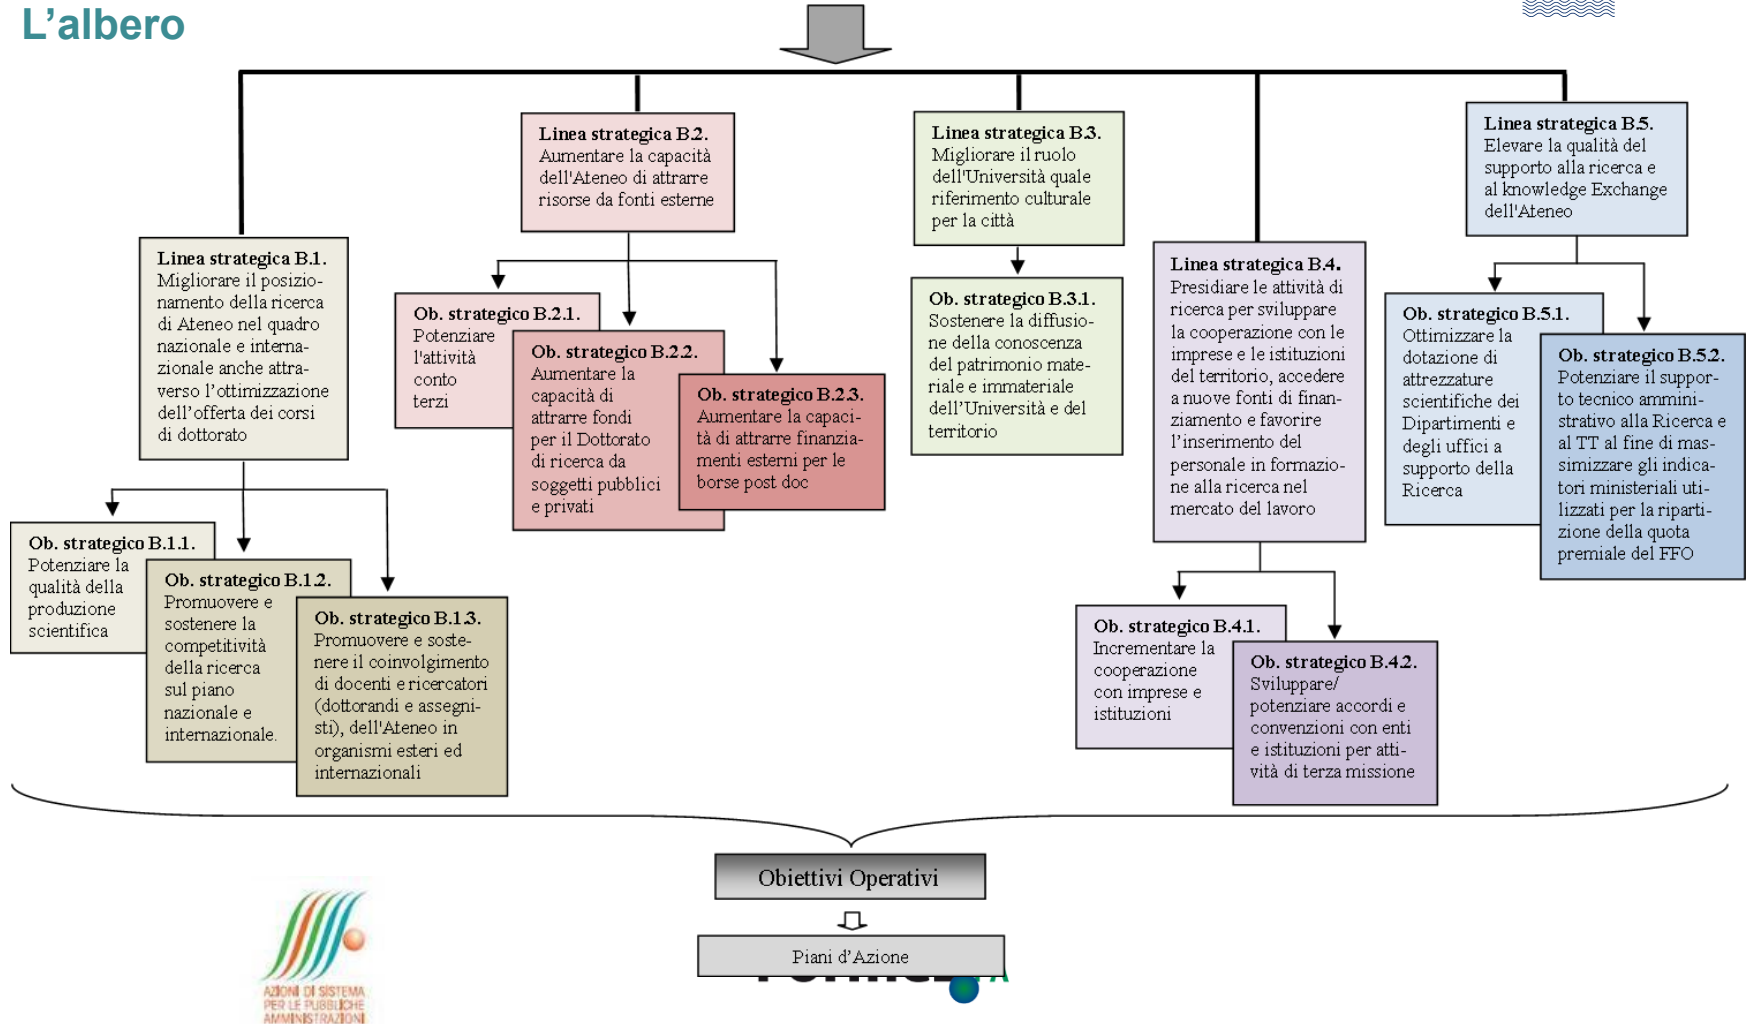 L'albero
Linea strategica B.1.
Migliorare il posizio-
namento della ricerca
di Ateneo nel quadro
nazionale e interna-
zionale anche attra-
verso l'ottimizzazione
dell'offerta dei corsi
di dottorato
Ob. strategico B.1.1.
Potenziare la
qualità della
produzione
scientifica
Ob. strategico B.1.2.
Promuovere e
sostenere la
competitività
della ricerca
sul piano
nazionale e
internazionale.
Ob. strategico B.1.3.
Promuovere e soste-
nere il coinvolgimento
di docenti e ricercatori
(dottorandi e assegni-
sti), dell'Ateneo in
organismi esteri ed
internazionali
Linea strategica B.2.
Aumentare la capacità
dell'Ateneo di attrarre
risorse da fonti esterne
Ob. strategico B.2.1.
Potenziare
l'attività
conto
terzi
Ob. strategico B.2.2.
Aumentare la
capacità di
attrarre fondi
per il Dottorato
di ricerca da
soggetti pubblici
e privati
Ob. strategico B.2.3.
Aumentare la capaci-
tà di attrarre finanzia-
menti esterni per le
borse post doc
Linea strategica B.3.
Migliorare il ruolo
dell'Università quale
riferimento culturale
per la città
Ob. strategico B.3.1.
Sostenere la diffusio-
ne della conoscenza
del patrimonio mate-
riale e immateriale
dell'Università e del
territorio
Linea strategica B.4.
Presidiare le attività di
ricerca per sviluppare
la cooperazione con le
imprese e le istituzioni
del territorio, accedere
a nuove fonti di finan-
ziamento e favorire
l'inserimento del
personale in formazio-
ne alla ricerca nel
mercato del lavoro
Ob. strategico B.4.1.
Incrementare la
cooperazione
con imprese e
istituzioni
Ob. strategico B.4.2.
Sviluppare/
potenziare accordi e
convenzioni con enti
e istituzioni per atti-
vità di terza missione
Linea strategica B.5.
Elevare la qualità del
supporto alla ricerca e
al knowledge Exchange
dell'Ateneo
Ob. strategico B.5.1.
Ottimizzare la
dotazione di
attrezzature
scientifiche dei
Dipartimenti e
degli uffici a
supporto della
Ricerca
Ob. strategico B.5.2.
Potenziare il suppor-
to tecnico ammini-
strativo alla Ricerca e
al TT al fine di mas-
simizzare gli indica-
tori ministeriali uti-
lizzati per la riparti-
zione della quota
premiale del FFO
Obiettivi Operativi
Piani d'Azione
AZIONI DI SISTEMA
PER LE PUBBLICHE
AMMINISTRAZIONI